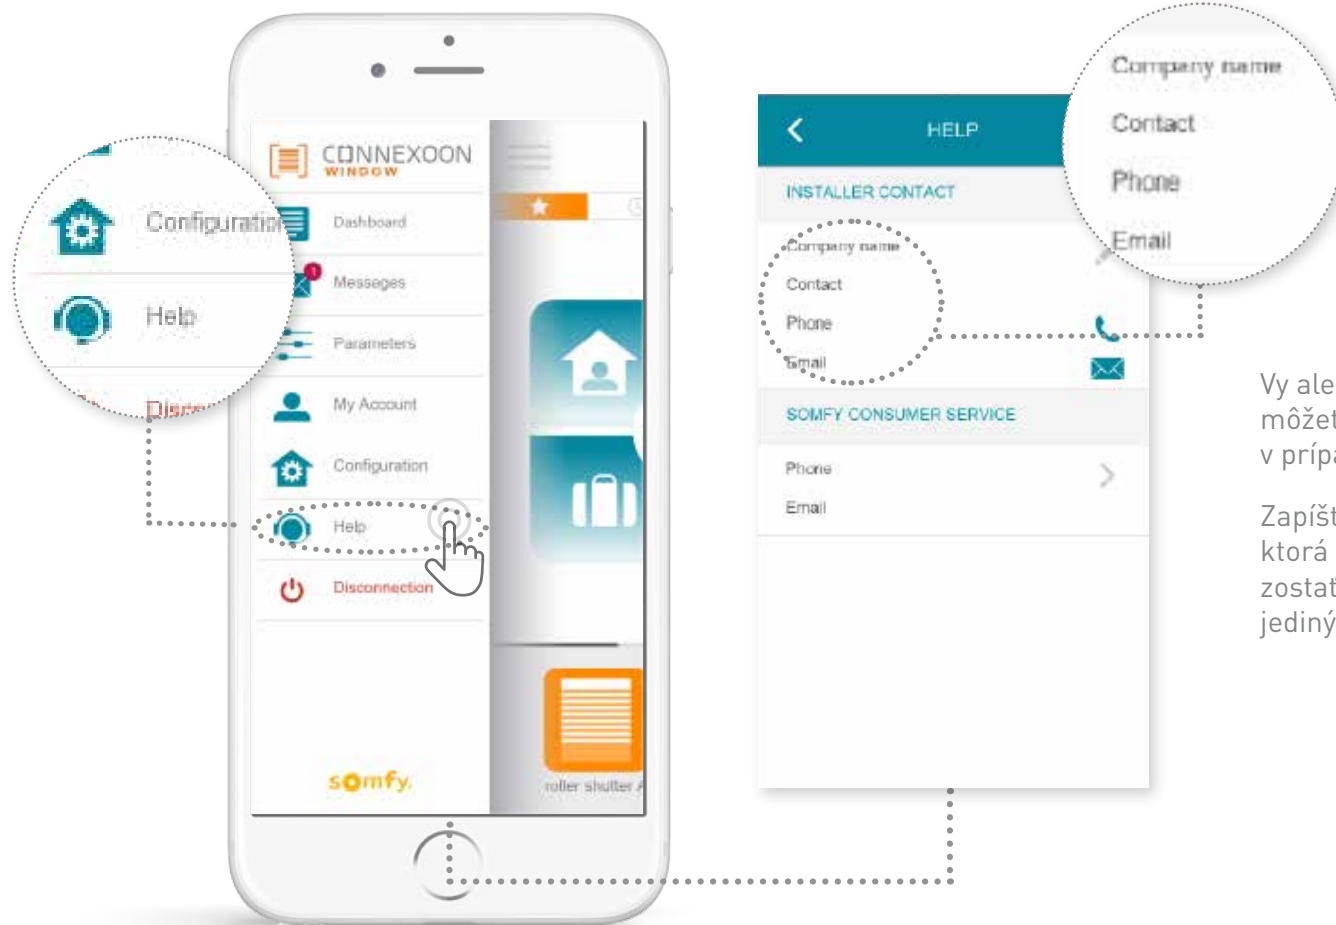 Configuration
Help
CONNEXOON
WINDOW
Dashboard
1
Messages
Parameters
My Account
Configuration
Help
Disconnection
somfy.
roller shutter
HELP
INSTALLER CONTACT
Company name
Contact
Phone
Email
SOMFY CONSUMER SERVICE
Phone
Email
Company name
Contact
Phone
Email
Vy ale
môžet
v prípa
Zapíšt
ktorá
zostať
jediný